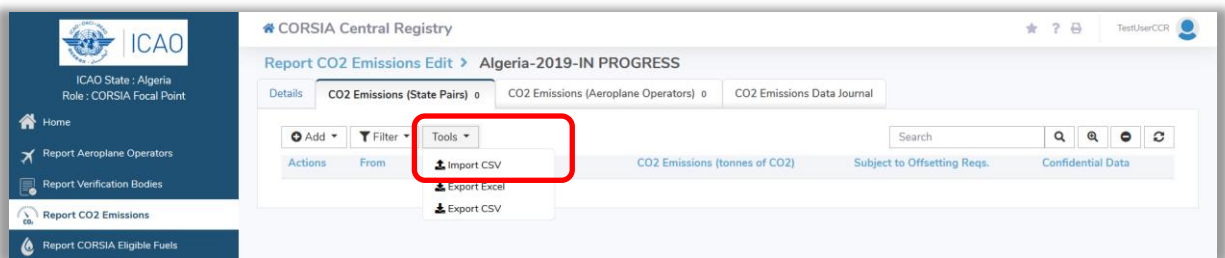 ICAO
ICAO State : Algeria
Role : CORSIA Focal Point
Home
Report Aeroplane Operators
Report Verification Bodies
CO₂ Report CO2 Emissions
Report CORSIA Eligible Fuels
CORSIA Central Registry
? TestUserCCR
Report CO2 Emissions Edit > Algeria-2019-IN PROGRESS
Details CO2 Emissions (State Pairs) 0 CO2 Emissions (Aeroplane Operators) 0 CO2 Emissions Data Journal
Add Filter Tools Search
Actions From CO2 Emissions (tonnes of CO2) Subject to Offsetting Reqs. Confidential Data
Import CSV
Export Excel
Export CSV